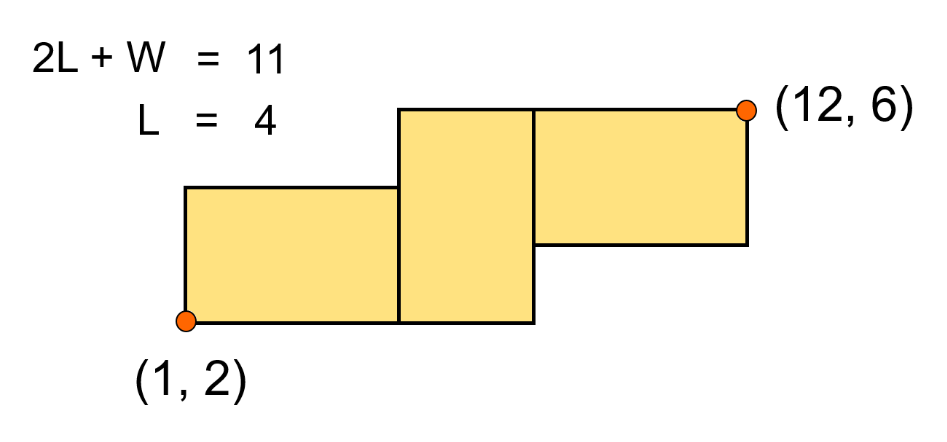 2L + W = 11
L = 4
(12, 6)
(1, 2)